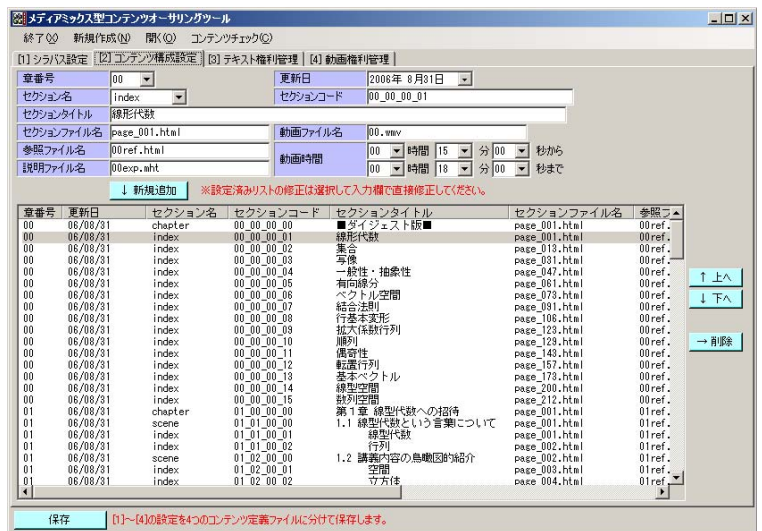 メディアミックス型コンテンツオーサリングツール
終了(X) 新規作成(N) 開く(O) コンテンツチェック(C)
[1]シラバス設定 [2]コンテンツ構成設定 [3]テキスト権利管理 [4]動画権利管理
章番号 00 更新日 2006年 8月31日
セクション名 index セクションコード 00_00_00_01
セクションタイトル 線形代数
セクションファイル名 page_001.html 動画ファイル名 00.wmv
参照ファイル名 00ref.html 動画時間 00 時間 15 分 00 秒から
説明ファイル名 00exp.mht 00 時間 18 分 00 秒まで
↓ 新規追加 ※設定済みリストの修正は選択して入力欄で直接修正してください。
章番号 更新日 セクション名 セクションコード セクションタイトル セクションファイル名 参照フ
00 06/08/31 chapter 00_00_00_00 ■ダイジェスト版■ page_001.html 00ref.
00 06/08/31 index 00_00_00_01 線形代数 page_001.html 00ref.
00 06/08/31 index 00_00_00_02 集合 page_013.html 00ref.
00 06/08/31 index 00_00_00_03 写像 page_031.html 00ref.
00 06/08/31 index 00_00_00_04 一般性・抽象性 page_047.html 00ref.
00 06/08/31 index 00_00_00_05 有向線分 page_061.html 00ref.
00 06/08/31 index 00_00_00_06 ベクトル空間 page_073.html 00ref.
00 06/08/31 index 00_00_00_07 結合法則 page_091.html 00ref.
00 06/08/31 index 00_00_00_08 行基本変形 page_106.html 00ref.
00 06/08/31 index 00_00_00_09 拡大係数行列 page_123.html 00ref.
00 06/08/31 index 00_00_00_10 順列 page_129.html 00ref.
00 06/08/31 index 00_00_00_11 偶奇性 page_143.html 00ref.
00 06/08/31 index 00_00_00_12 転置行列 page_157.html 00ref.
00 06/08/31 index 00_00_00_13 基本ベクトル page_173.html 00ref.
00 06/08/31 index 00_00_00_14 線型空間 page_200.html 00ref.
00 06/08/31 index 00_00_00_15 数列空間 page_212.html 00ref.
01 06/08/31 chapter 01_00_00_00 第1章 線型代数への招待 page_001.html 01ref.
01 06/08/31 scene 01_01_00_00 1.1 線型代数という言葉について page_001.html 01ref.
01 06/08/31 index 01_01_00_01 線型代数 page_001.html 01ref.
01 06/08/31 index 01_01_00_02 行列 page_002.html 01ref.
01 06/08/31 scene 01_02_00_00 1.2 講義内容の鳥瞰図的紹介 page_002.html 01ref.
01 06/08/31 index 01_02_00_01 空間 page_003.html 01ref.
01 06/08/31 index 01_02_00_02 立方体 page_004.html 01ref.
↑ 上へ
↓ 下へ
→ 削除
保存 [1]～[4]の設定を4つのコンテンツ定義ファイルに分けて保存します。